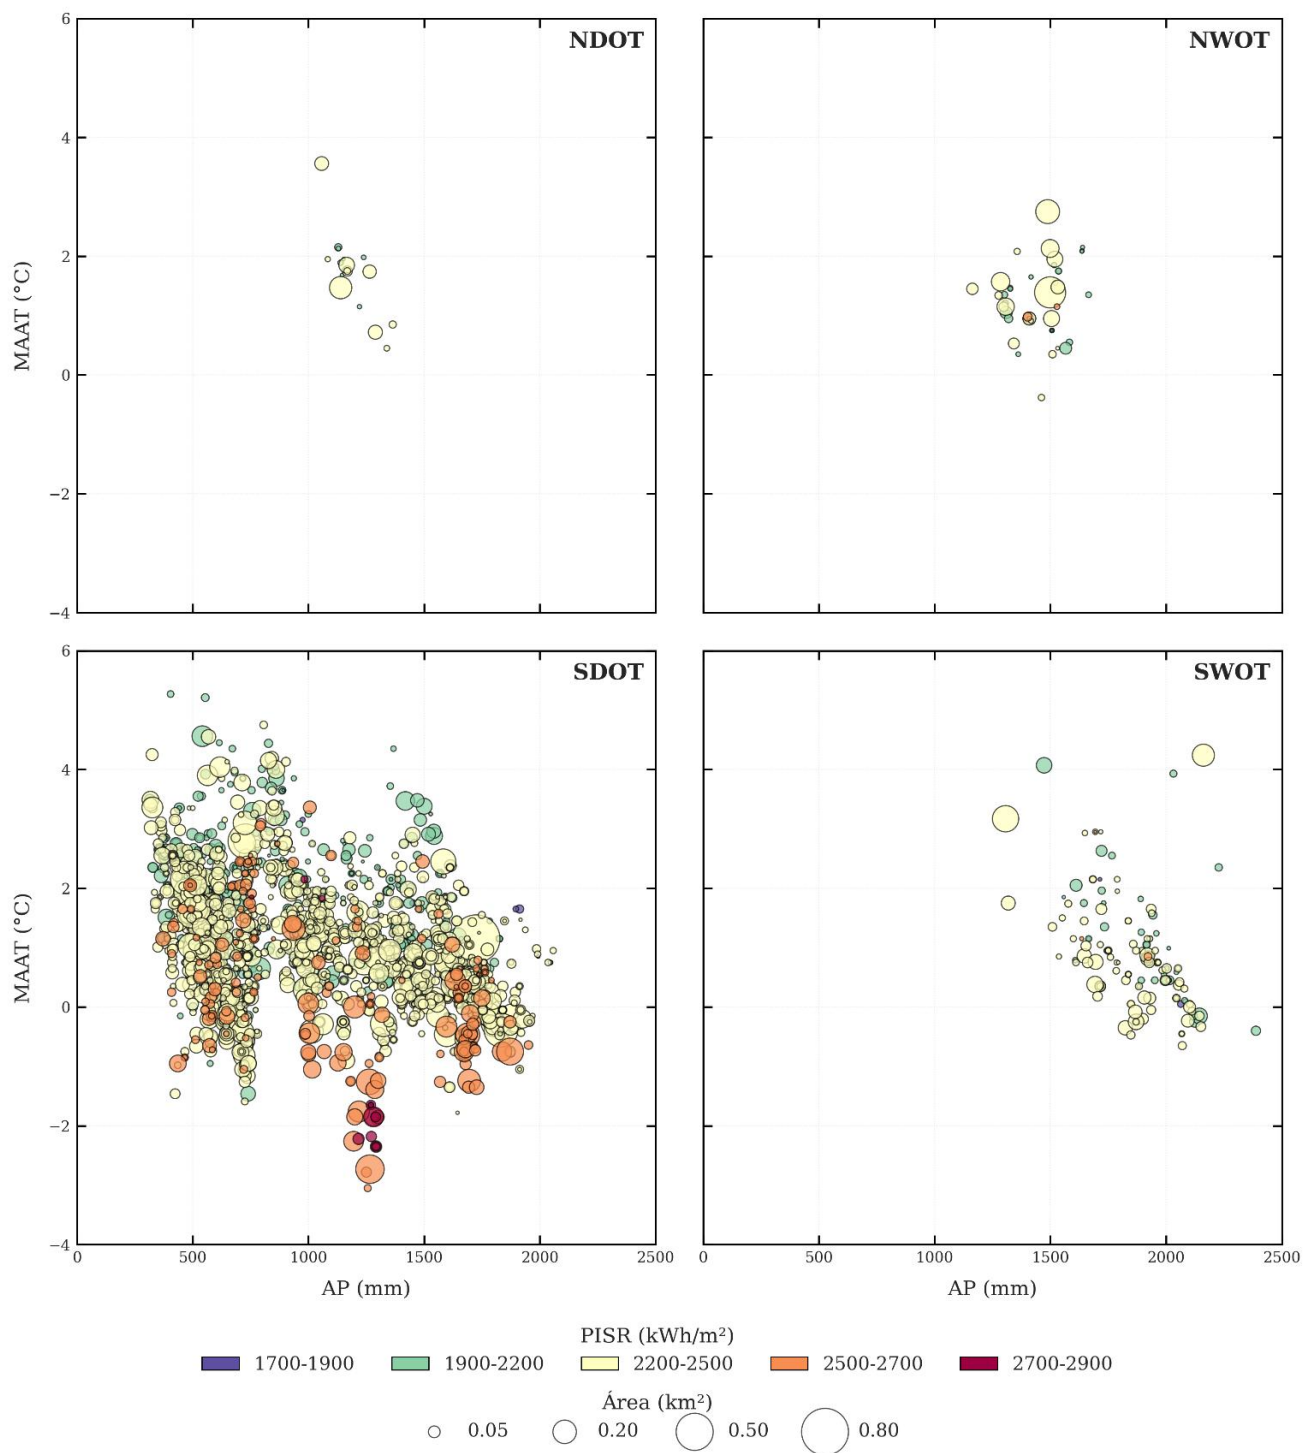 NDOT
NWOT
6
4
2
0
−2
−4
MAAT (°C)
SDOT
SWOT
6
4
2
0
−2
−4
MAAT (°C)
0 500 1000 1500 2000 2500
0 500 1000 1500 2000 2500
AP (mm)
AP (mm)
PISR (kWh/m²)
1700-1900 1900-2200 2200-2500 2500-2700 2700-2900
Área (km²)
0.05 0.20 0.50 0.80